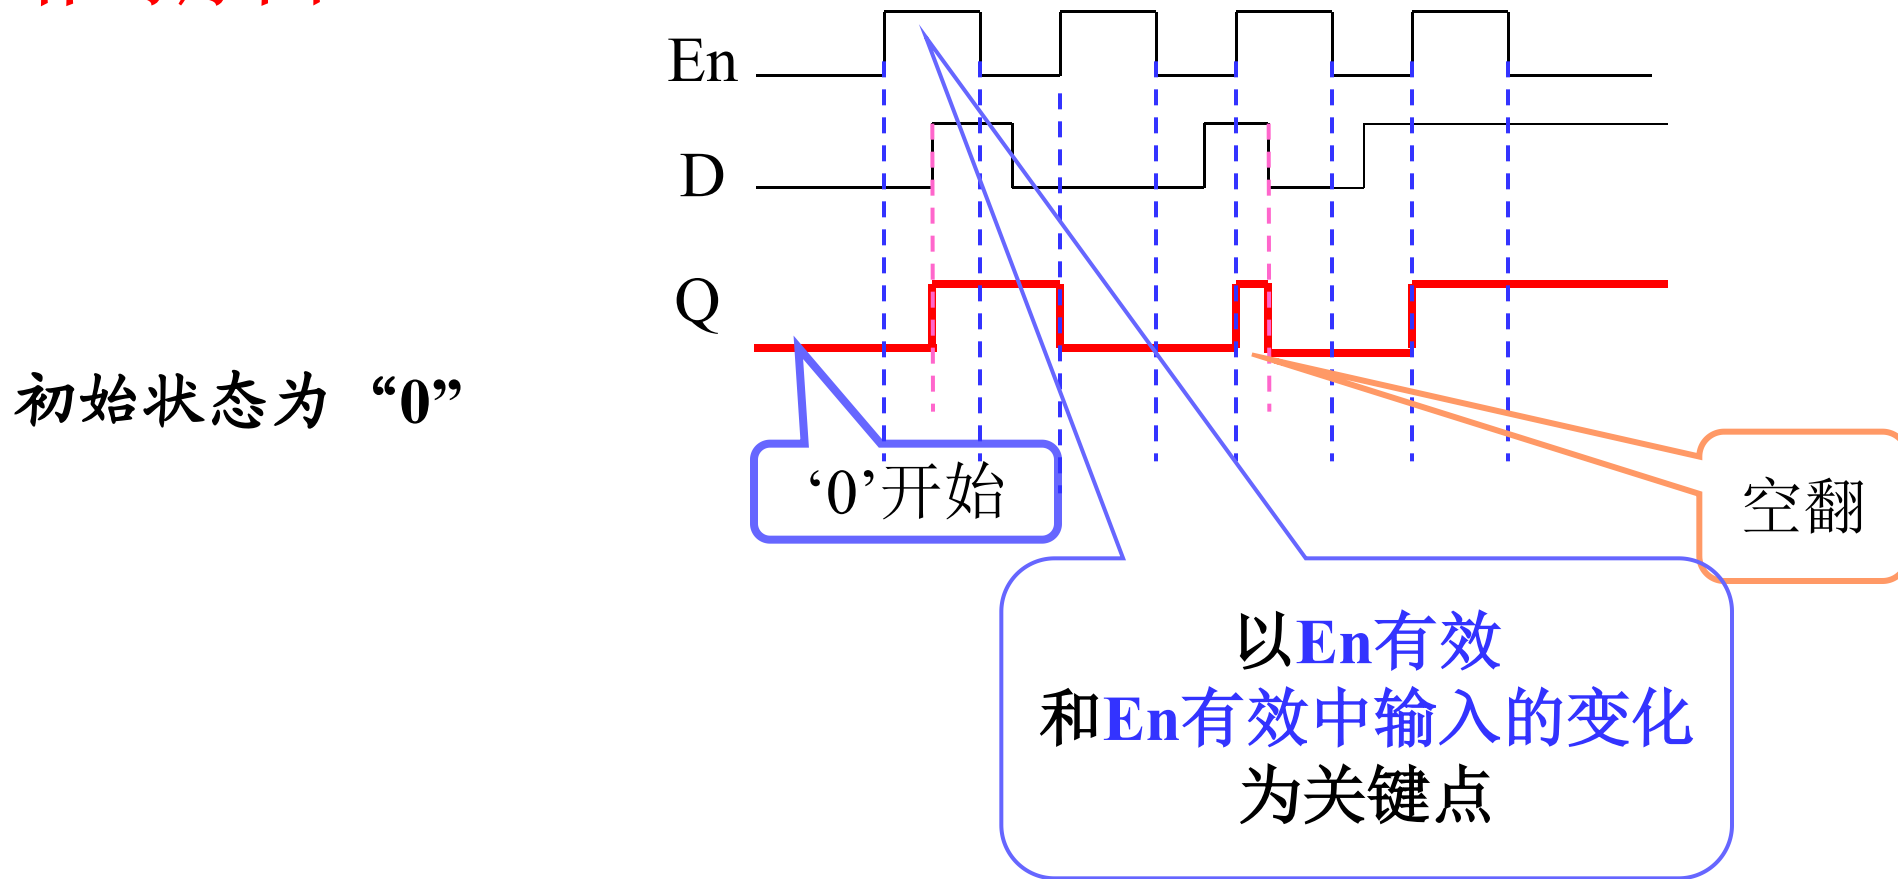 En
D
Q
初始状态为 “0”
‘0’开始
空翻
以En有效
和En有效中输入的变化
为关键点